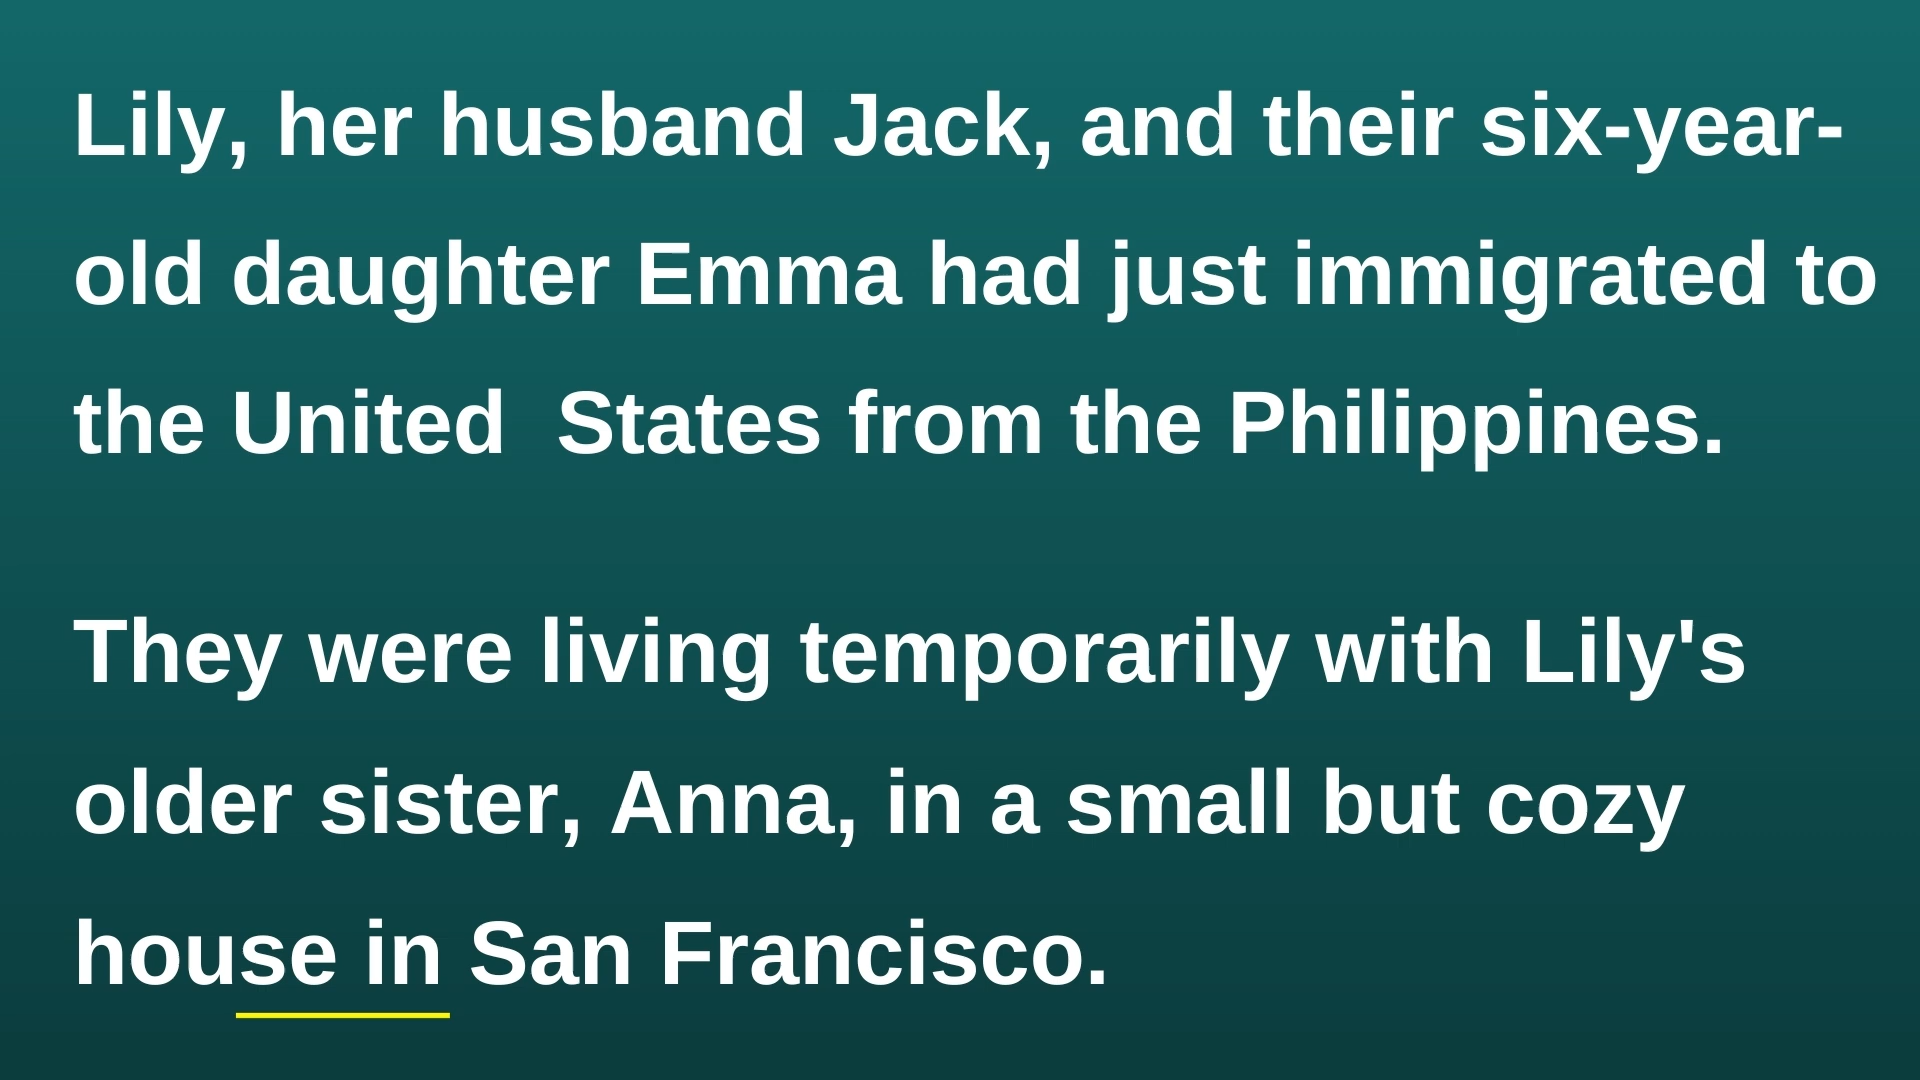 Lily, her husband Jack, and their six-year-
old daughter Emma had just immigrated to
the United  States from the Philippines.
They were living temporarily with Lily's
older sister, Anna, in a small but cozy
house in San Francisco.